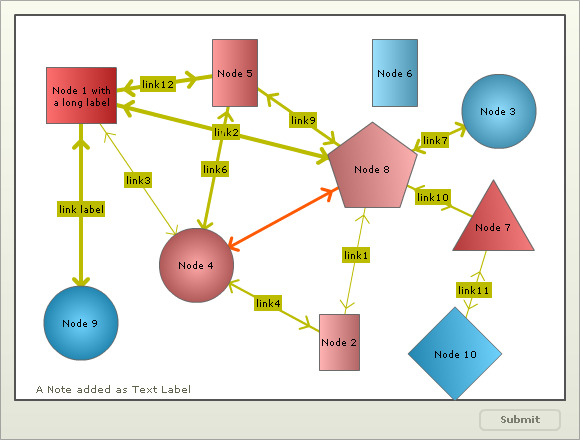 Node 5
Node 6
Node 1 with
a long label
link12
Node 3
link9
link2
link7
link6
Node 8
link3
link10
link label
Node 7
link1
Node 4
link11
link4
Node 9
Node 2
Node 10
A Note added as Text Label
Submit